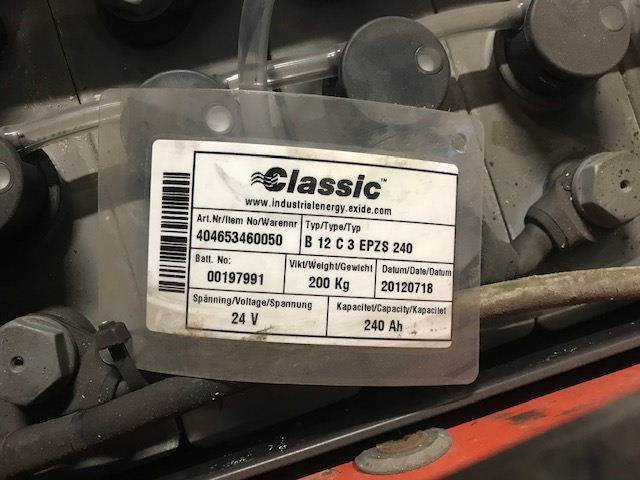 Classic™
www.industrialenergy.exide.com
Art.Nr/Item No/Warennr
404653460050
Typ/Type/Typ
B 12 C 3 EPZS 240
Batt. No:
00197991
Vikt/Weight/Gewicht
200 Kg
Datum/Date/Datum
20120718
Spänning/Voltage/Spannung
24 V
Kapacitet/Capacity/Kapacitet
240 Ah